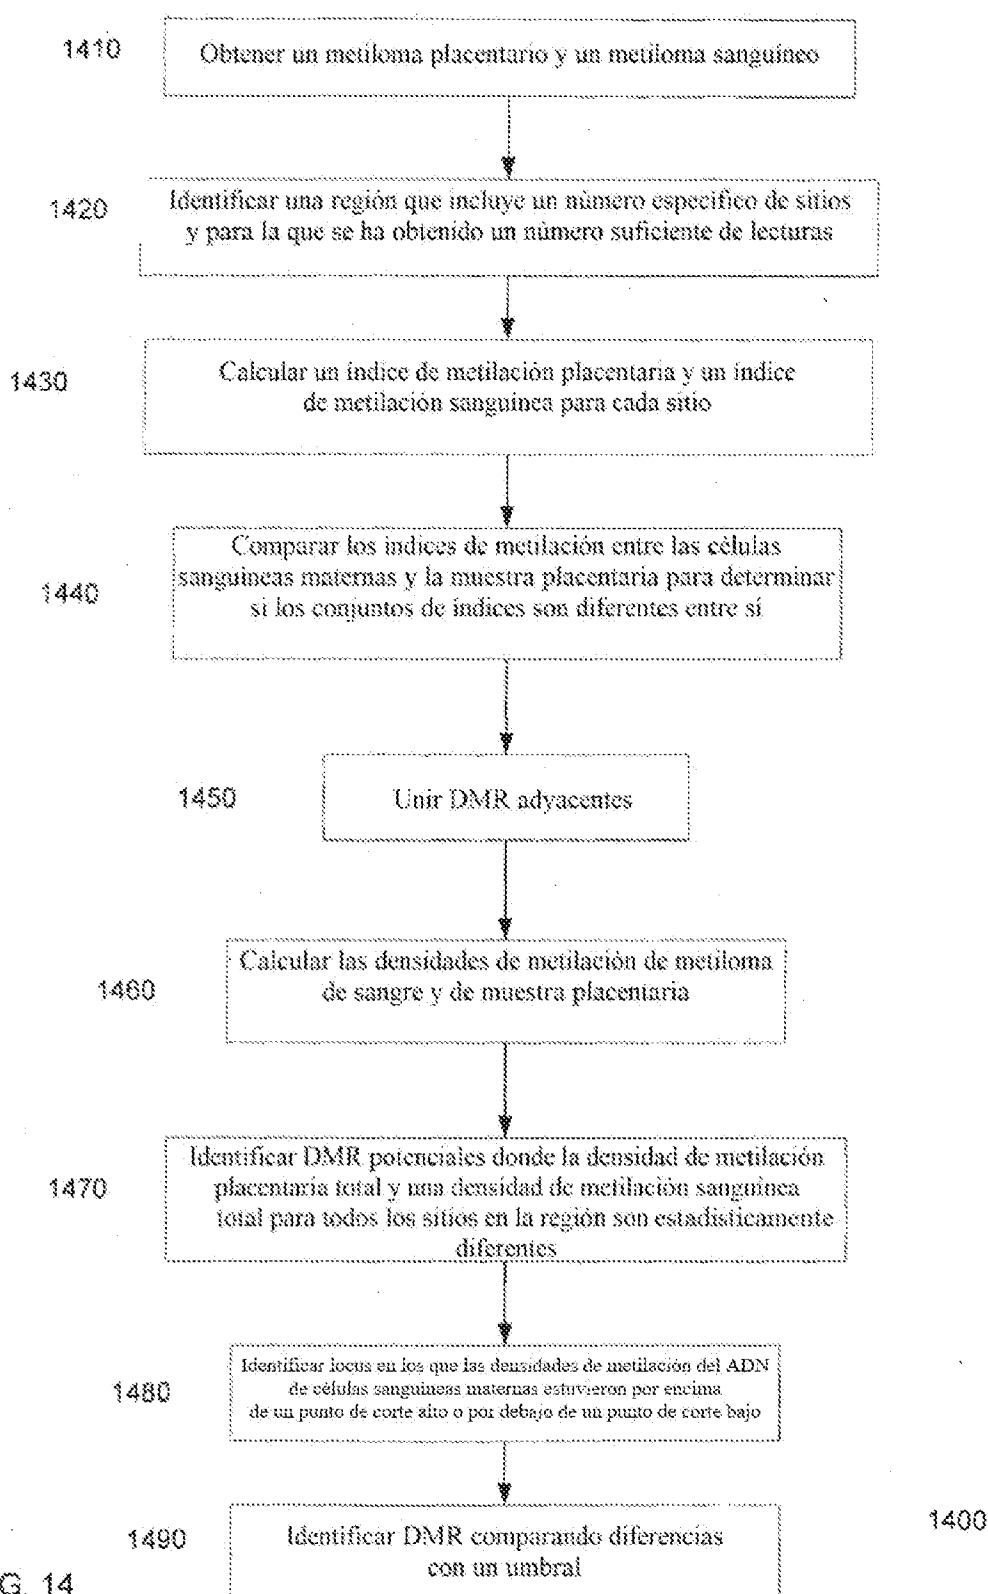 1410
Obtener un metiloma placentario y un metiloma sanguíneo
1420
Identificar una región que incluye un número específico de sitios
y para la que se ha obtenido un número suficiente de lecturas
1430
Calcular un índice de metilación placentaria y un índice
de metilación sanguínea para cada sitio
1440
Comparar los índices de metilación entre las células
sanguíneas maternas y la muestra placentaria para determinar
si los conjuntos de índices son diferentes entre sí
1450
Unir DMR adyacentes
1460
Calcular las densidades de metilación de metiloma
de sangre y de muestra placentaria
1470
Identificar DMR potenciales donde la densidad de metilación
placentaria total y una densidad de metilación sanguínea
total para todos los sitios en la región son estadísticamente
diferentes
1480
Identificar locus en los que las densidades de metilación del ADN
de células sanguíneas maternas estuvieron por encima
de un punto de corte alto o por debajo de un punto de corte bajo
1490
Identificar DMR comparando diferencias
con un umbral
1400
G. 14